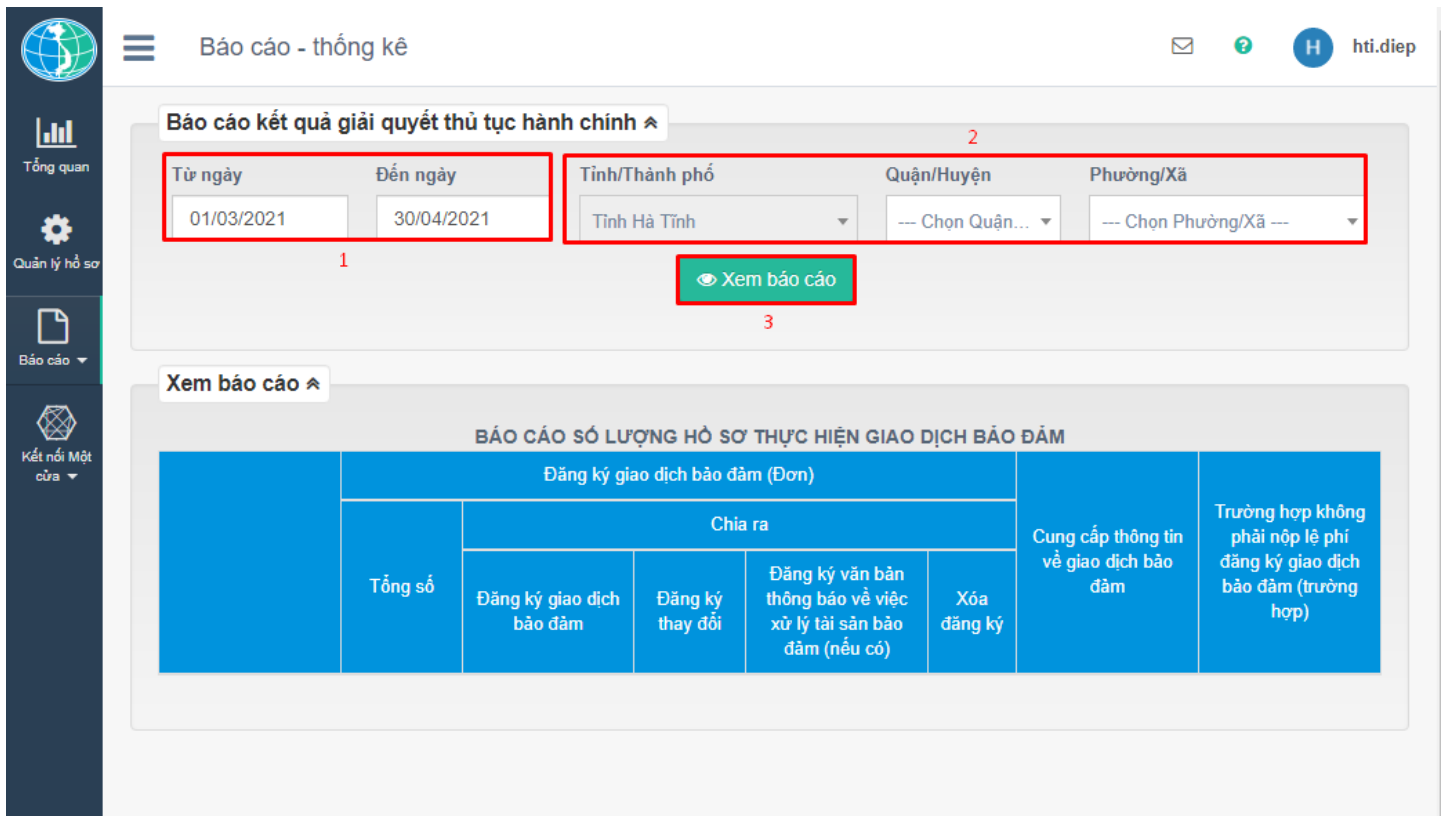 Báo cáo - thống kê
hti.diep
H
Tổng quan
Quản lý hồ sơ
Báo cáo
Kết nối Một
cửa
Báo cáo kết quả giải quyết thủ tục hành chính
2
Từ ngày
Đến ngày
Tỉnh/Thành phố
Quận/Huyện
Phường/Xã
01/03/2021
30/04/2021
Tỉnh Hà Tĩnh
--- Chọn Quận...
--- Chọn Phường/Xã ---
1
Xem báo cáo
3
Xem báo cáo
BÁO CÁO SỐ LƯỢNG HỒ SƠ THỰC HIỆN GIAO DỊCH BẢO ĐẢM
Đăng ký giao dịch bảo đảm (Đơn)
Chia ra
Tổng số
Đăng ký giao dịch
bảo đảm
Đăng ký
thay đổi
Đăng ký văn bản
thông báo về việc
xử lý tài sản bảo
đảm (nếu có)
Xóa
đăng ký
Cung cấp thông tin
về giao dịch bảo
đảm
Trường hợp không
phải nộp lệ phí
đăng ký giao dịch
bảo đảm (trường
hợp)